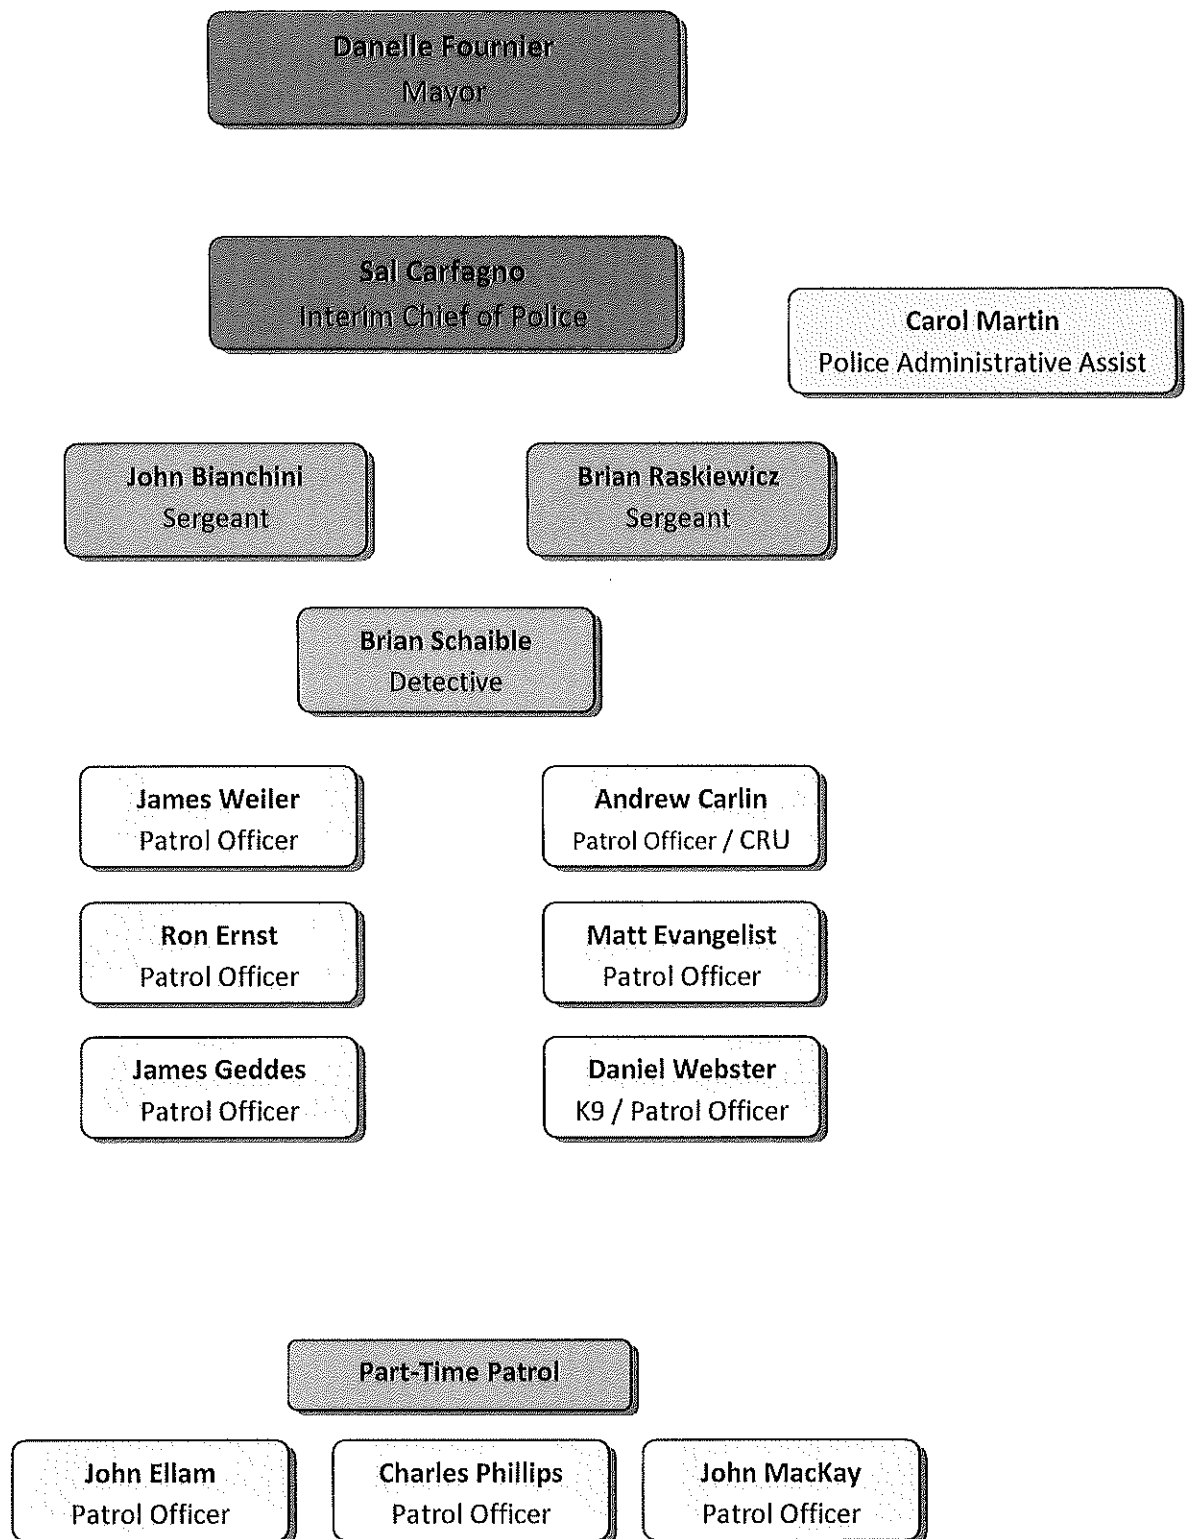 Danelle Fournier
Mayor
Sal Carfagno
Interim Chief of Police
Carol Martin
Police Administrative Assist
John Bianchini
Sergeant
Brian Raskiewicz
Sergeant
Brian Schaible
Detective
James Weiler
Patrol Officer
Andrew Carlin
Patrol Officer / CRU
Ron Ernst
Patrol Officer
Matt Evangelist
Patrol Officer
James Geddes
Patrol Officer
Daniel Webster
K9 / Patrol Officer
Part-Time Patrol
John Ellam
Patrol Officer
Charles Phillips
Patrol Officer
John MacKay
Patrol Officer